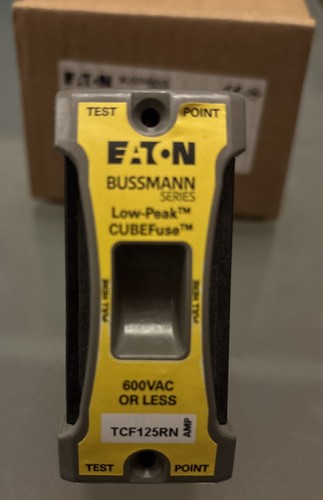 EATON
TEST POINT
EATON
BUSSMANN
SERIES
Low-Peak™
CUBEFuse™
PULL HERE
PULL HERE
600VAC
OR LESS
TCF125RN AMP
TEST POINT